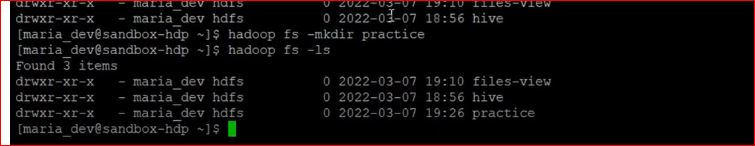 drwxr-xr-x   - maria_dev hdfs          0 2022-03-07 19:10 files-view
drwxr-xr-x   - maria_dev hdfs          0 2022-03-07 18:56 hive
[maria_dev@sandbox-hdp ~]$ hadoop fs -mkdir practice
[maria_dev@sandbox-hdp ~]$ hadoop fs -ls
Found 3 items
drwxr-xr-x   - maria_dev hdfs          0 2022-03-07 19:10 files-view
drwxr-xr-x   - maria_dev hdfs          0 2022-03-07 18:56 hive
drwxr-xr-x   - maria_dev hdfs          0 2022-03-07 19:26 practice
[maria_dev@sandbox-hdp ~]$